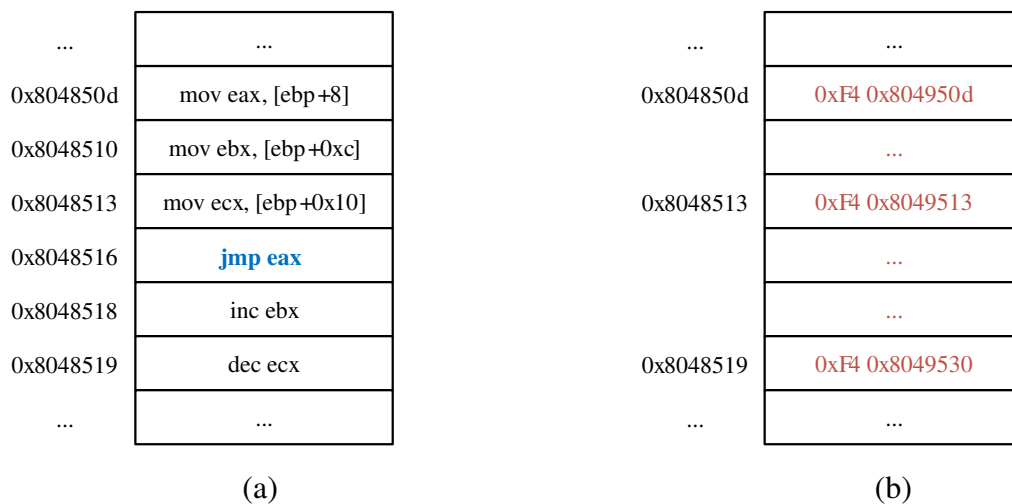 ... ...
0x804850d mov eax, [ebp+8]
0x8048510 mov ebx, [ebp+0xc]
0x8048513 mov ecx, [ebp+0x10]
0x8048516 jmp eax
0x8048518 inc ebx
0x8048519 dec ecx
... ...
(a)
... ...
0x804850d 0xF4 0x804950d
...
0x8048513 0xF4 0x8049513
...
...
0x8048519 0xF4 0x8049530
... ...
(b)